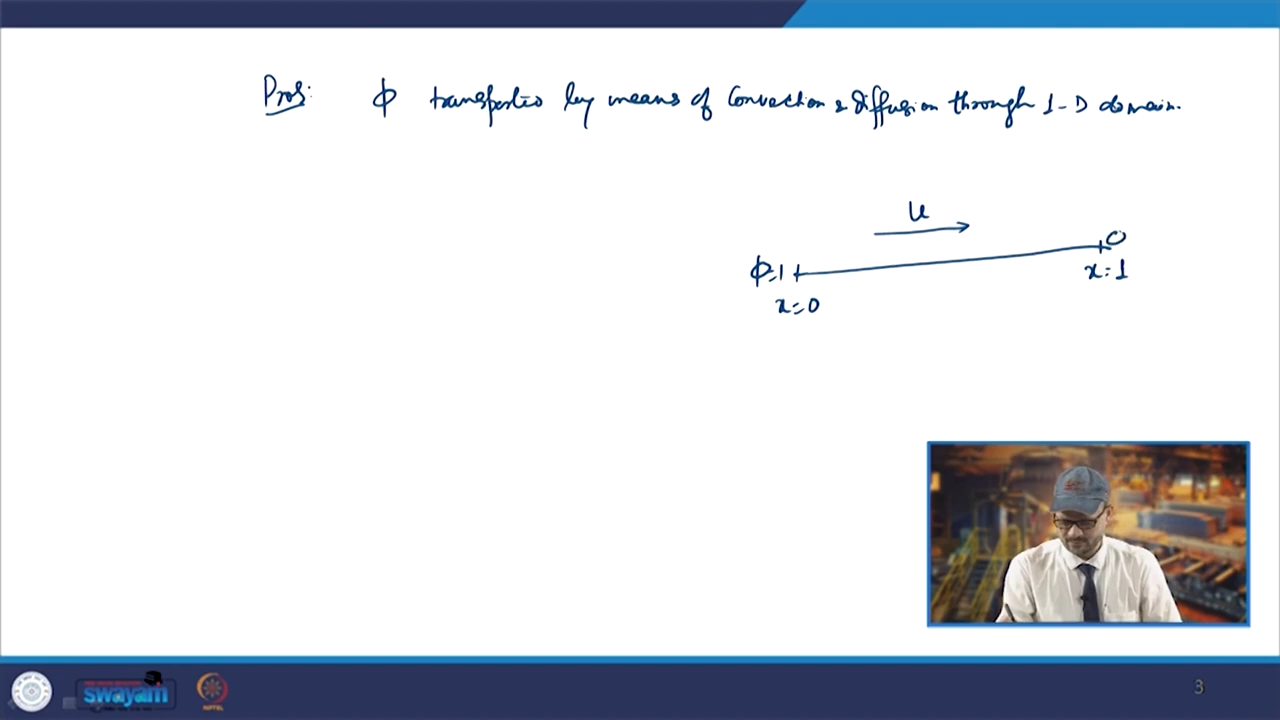 Prob: ϕ transported by means of Convection & diffusion through 1-D domain.
u
ϕ=1
0
x=0
x=1
swayam
3